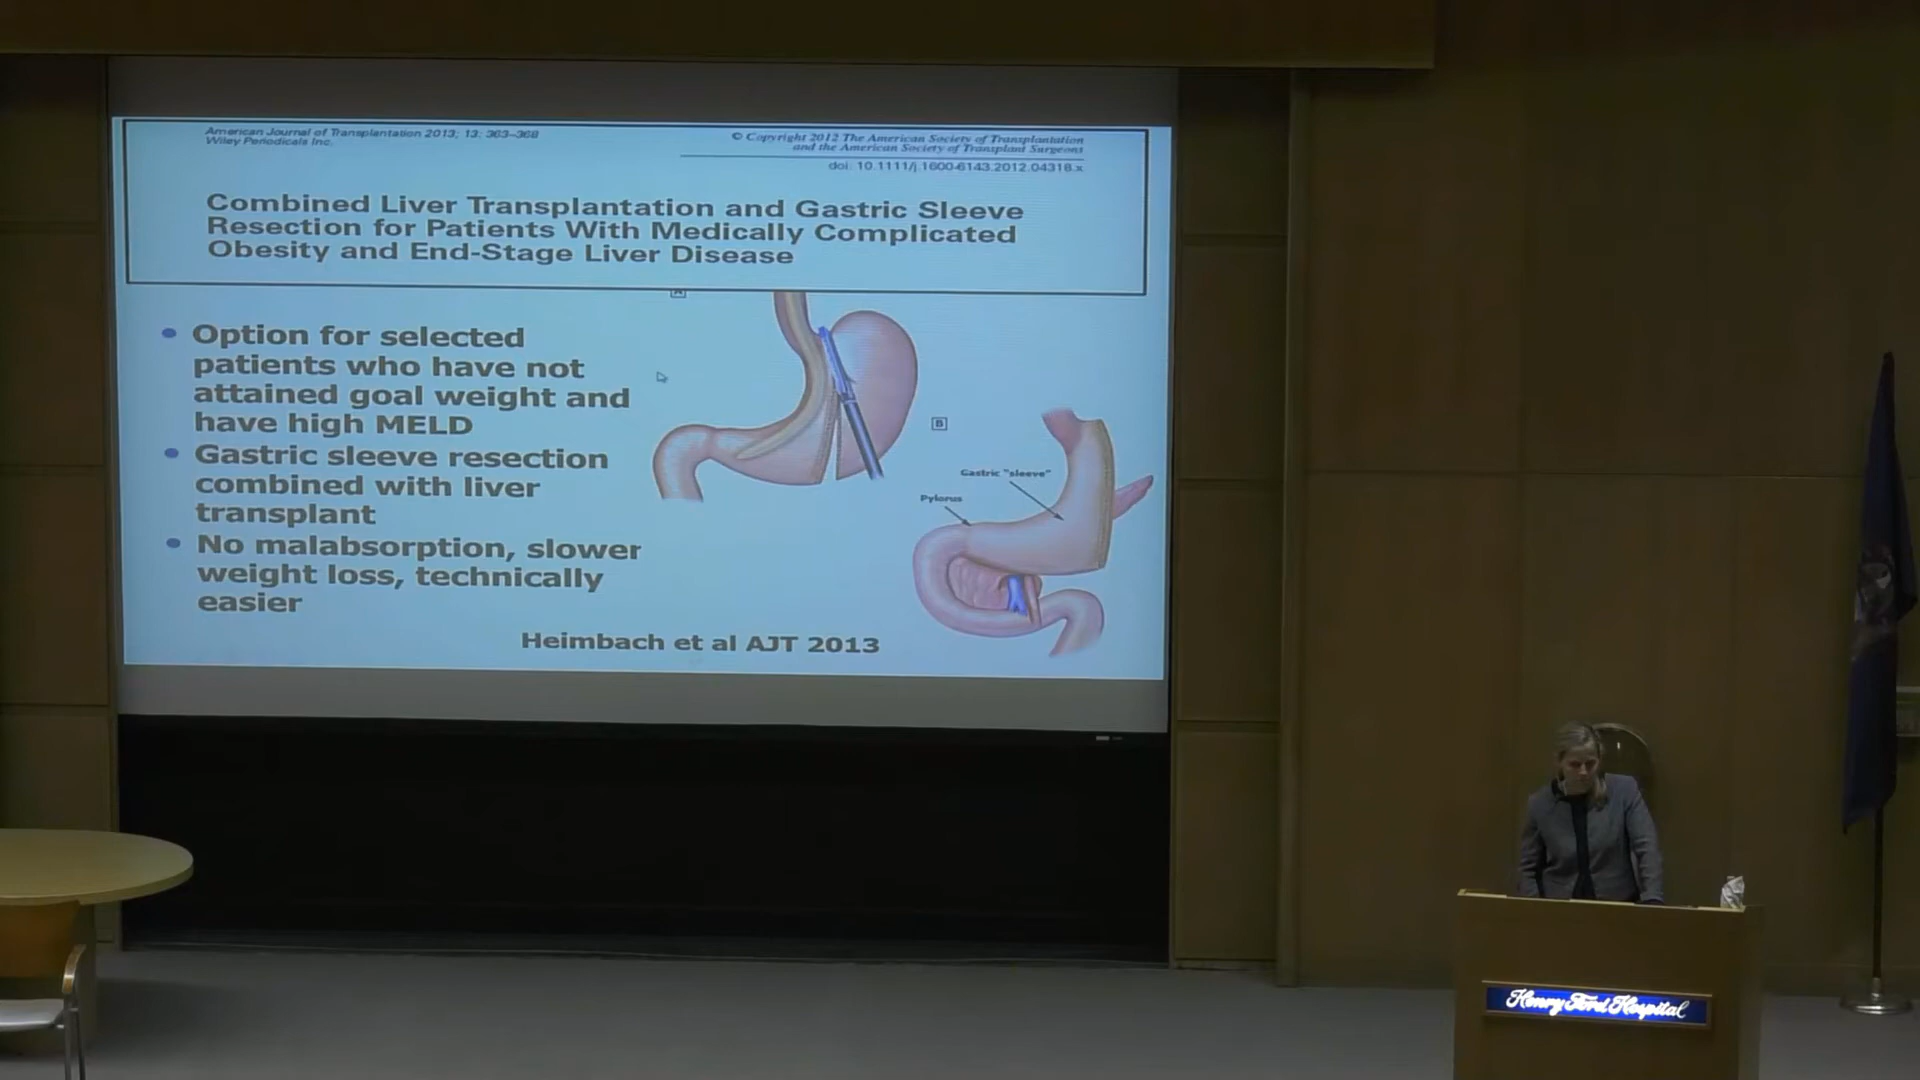 American Journal of Transplantation 2013; 13: 363–368
Wiley Periodicals Inc.
© Copyright 2012 The American Society of Transplantation
and the American Society of Transplant Surgeons
doi: 10.1111/j.1600-6143.2012.04318.x
Combined Liver Transplantation and Gastric Sleeve
Resection for Patients With Medically Complicated
Obesity and End-Stage Liver Disease
A
• Option for selected
patients who have not
attained goal weight and
have high MELD
• Gastric sleeve resection
combined with liver
transplant
• No malabsorption, slower
weight loss, technically
easier
B
Gastric "sleeve"
Pylorus
Heimbach et al AJT 2013
Henry Ford Hospital